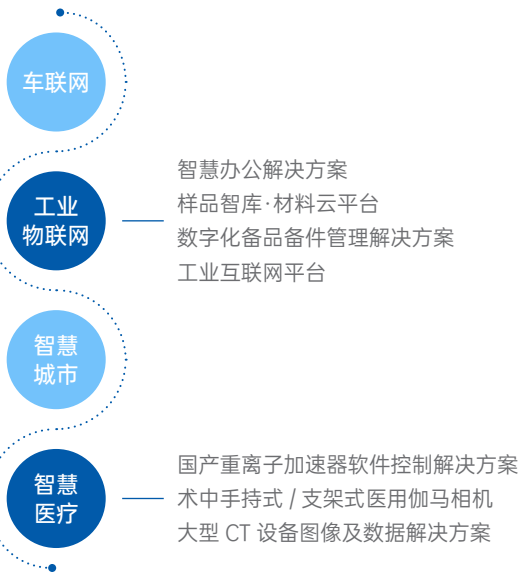 车联网
工业
物联网
智慧办公解决方案
样品智库·材料云平台
数字化备品备件管理解决方案
工业互联网平台
智慧
城市
智慧
医疗
国产重离子加速器软件控制解决方案
术中手持式 / 支架式医用伽马相机
大型 CT 设备图像及数据解决方案